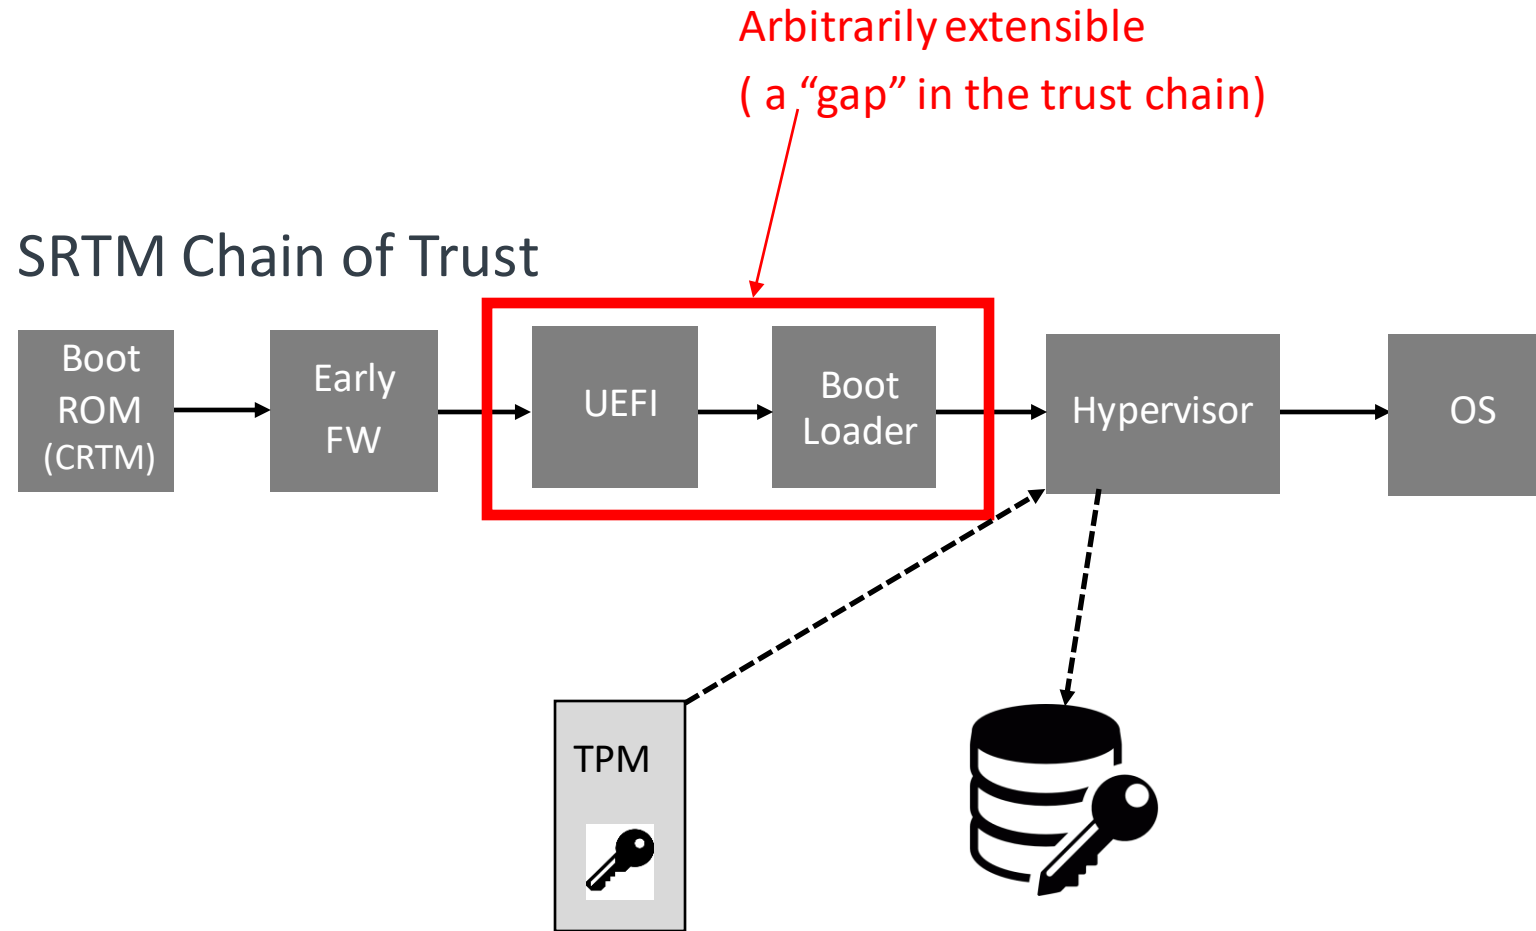 Arbitrarily extensible
( a “gap” in the trust chain)
SRTM Chain of Trust
Boot
ROM
(CRTM)
Early
FW
UEFI
Boot
Loader
Hypervisor
OS
TPM